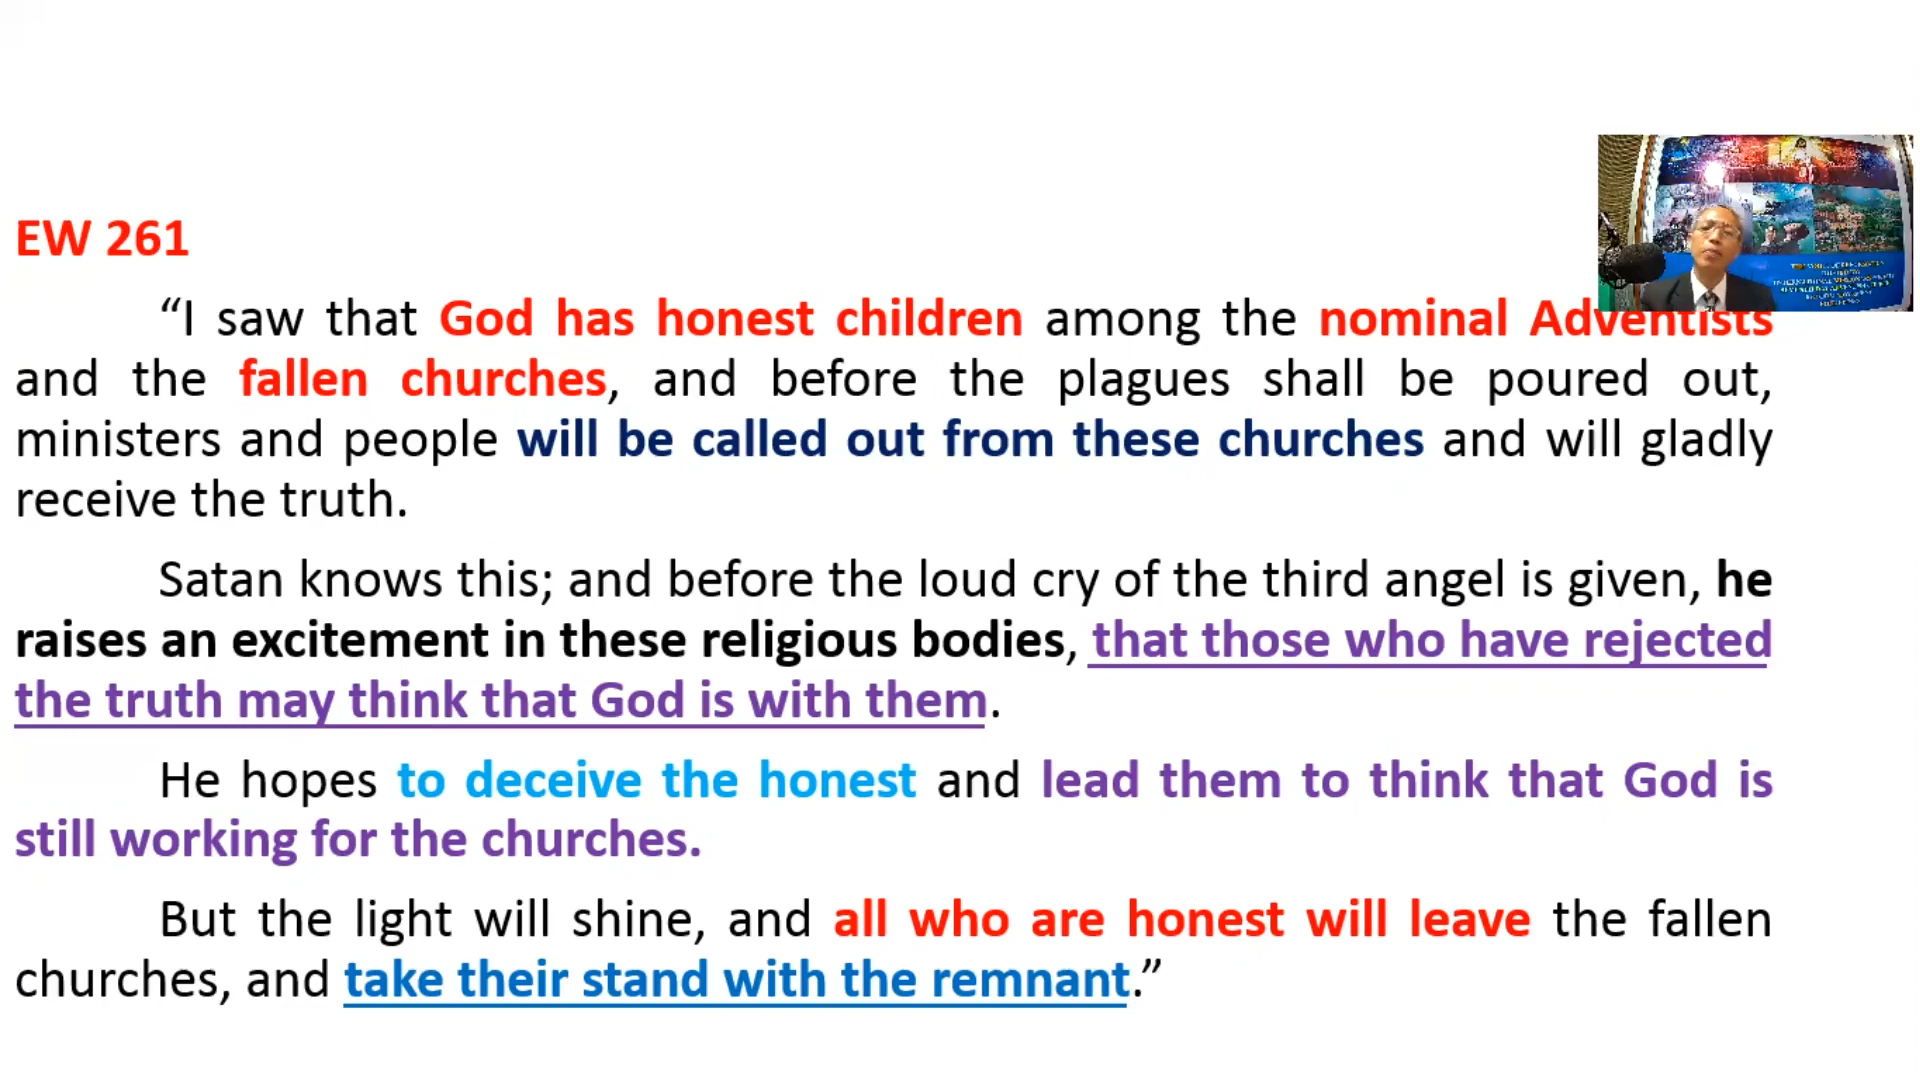 EW 261
“I saw that God has honest children among the nominal Adventists
and the fallen churches, and before the plagues shall be poured out,
ministers and people will be called out from these churches and will gladly
receive the truth.
Satan knows this; and before the loud cry of the third angel is given, he
raises an excitement in these religious bodies, that those who have rejected
the truth may think that God is with them.
He hopes to deceive the honest and lead them to think that God is
still working for the churches.
But the light will shine, and all who are honest will leave the fallen
churches, and take their stand with the remnant.”